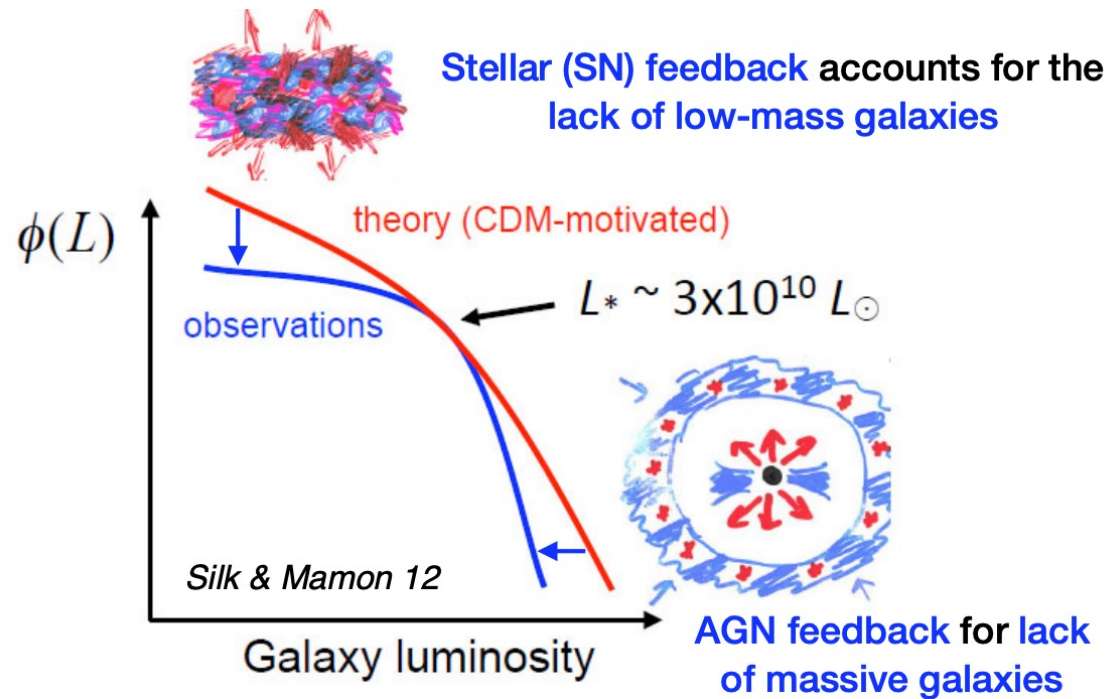 Stellar (SN) feedback accounts for the
lack of low-mass galaxies
ϕ(L)
theory (CDM-motivated)
L* ~ 3x10¹⁰ L☉
observations
Silk & Mamon 12
Galaxy luminosity
AGN feedback for lack
of massive galaxies